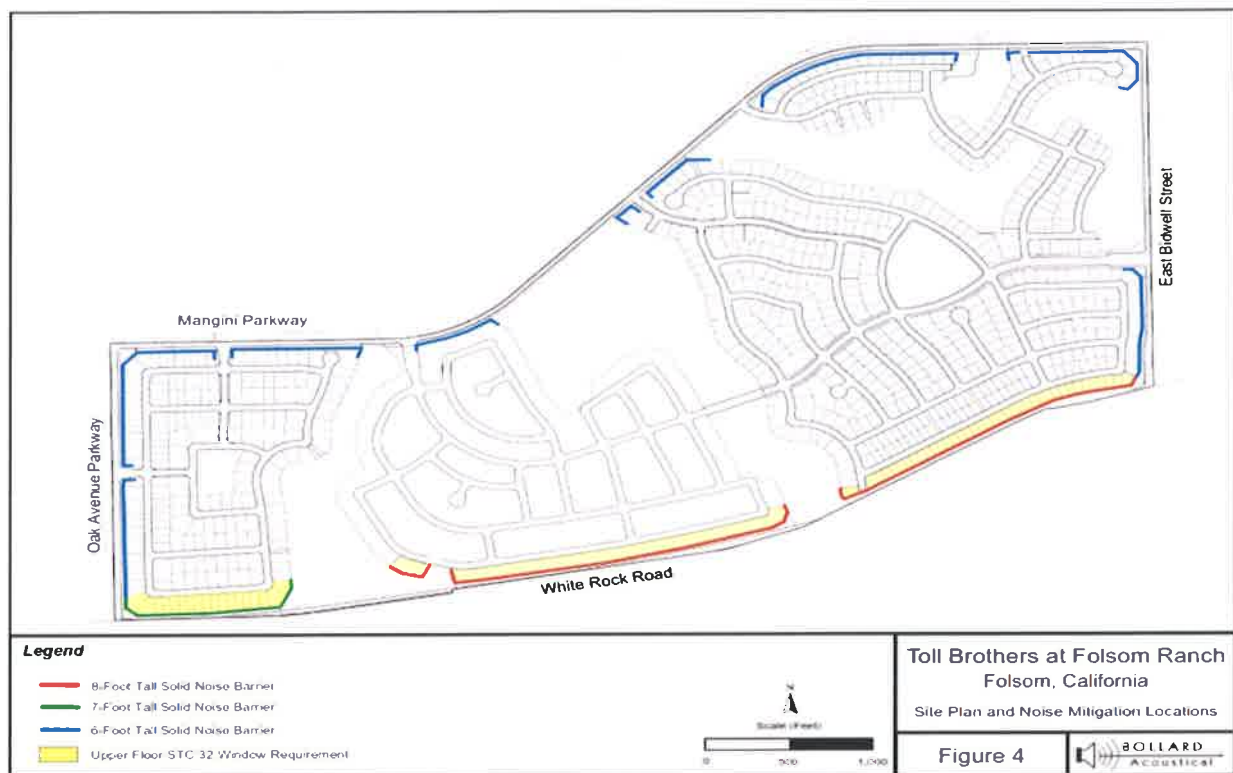 Mangini Parkway
East Bidwell Street
Oak Avenue Parkway
White Rock Road
Legend
8-Foot Tall Solid Noise Barrier
7-Foot Tall Solid Noise Barrier
6-Foot Tall Solid Noise Barrier
Upper Floor STC 32 Window Requirement
N
Scale (Feet)
0 500 1,000
Toll Brothers at Folsom Ranch
Folsom, California
Site Plan and Noise Mitigation Locations
Figure 4
BOLLARD
Acoustical